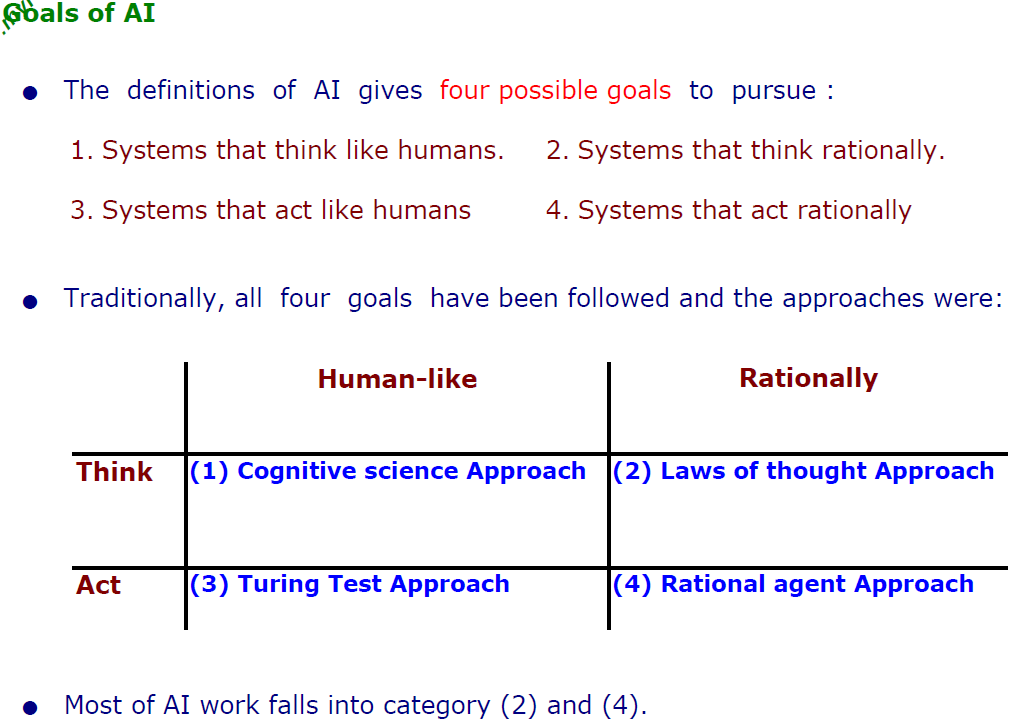 Goals of AI
● The definitions of AI gives four possible goals to pursue :
1. Systems that think like humans. 2. Systems that think rationally.
3. Systems that act like humans 4. Systems that act rationally
● Traditionally, all four goals have been followed and the approaches were:
Human-like Rationally
Think (1) Cognitive science Approach (2) Laws of thought Approach
Act (3) Turing Test Approach (4) Rational agent Approach
● Most of AI work falls into category (2) and (4).